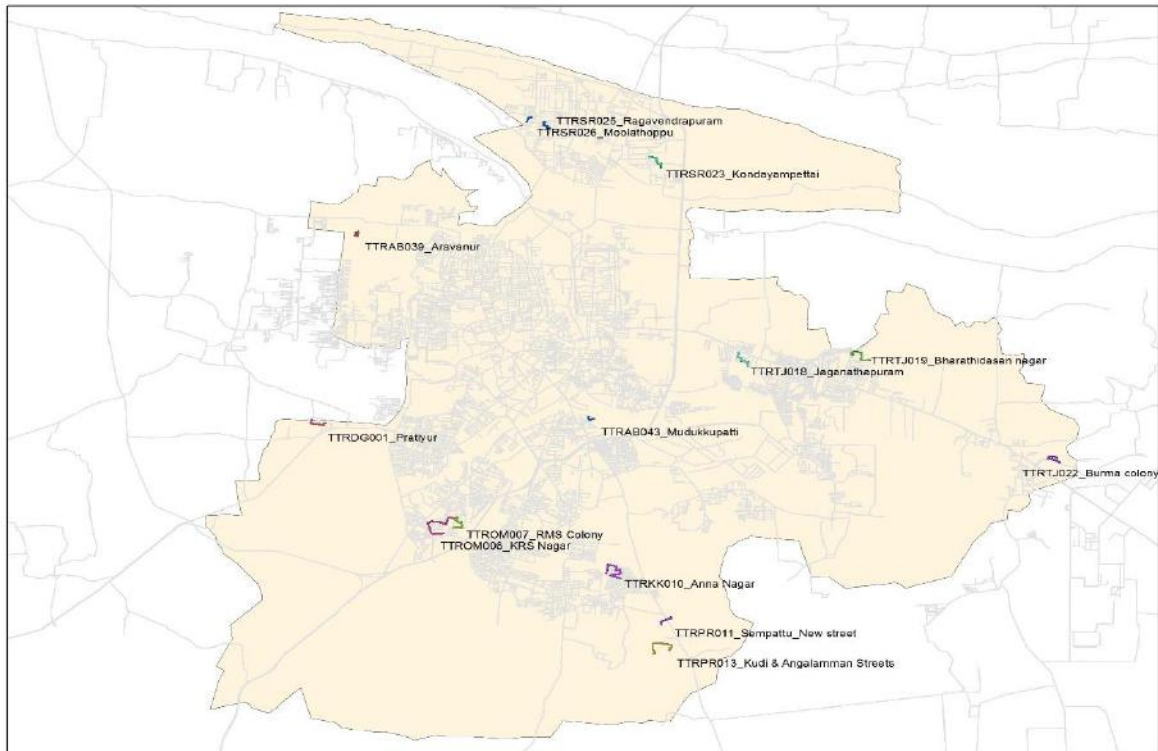 TTRSR025_Ragavendrapuram
TTRSR026_Moolathoppu
TTRSR023_Kondayampettai
TTRAB039_Aravanur
TTRTJ019_Bharathidasan nagar
TTRTJ018_Jaganathapuram
TTRDG001_Pratiyur
TTRAB043_Mudukkupatti
TTRTJ022_Burma colony
TTROM007_RMS Colony
TTROM006_KRS Nagar
TTRKK010_Anna Nagar
TTRPR011_Sempattu_New street
TTRPR013_Kudi & Angalamman Streets